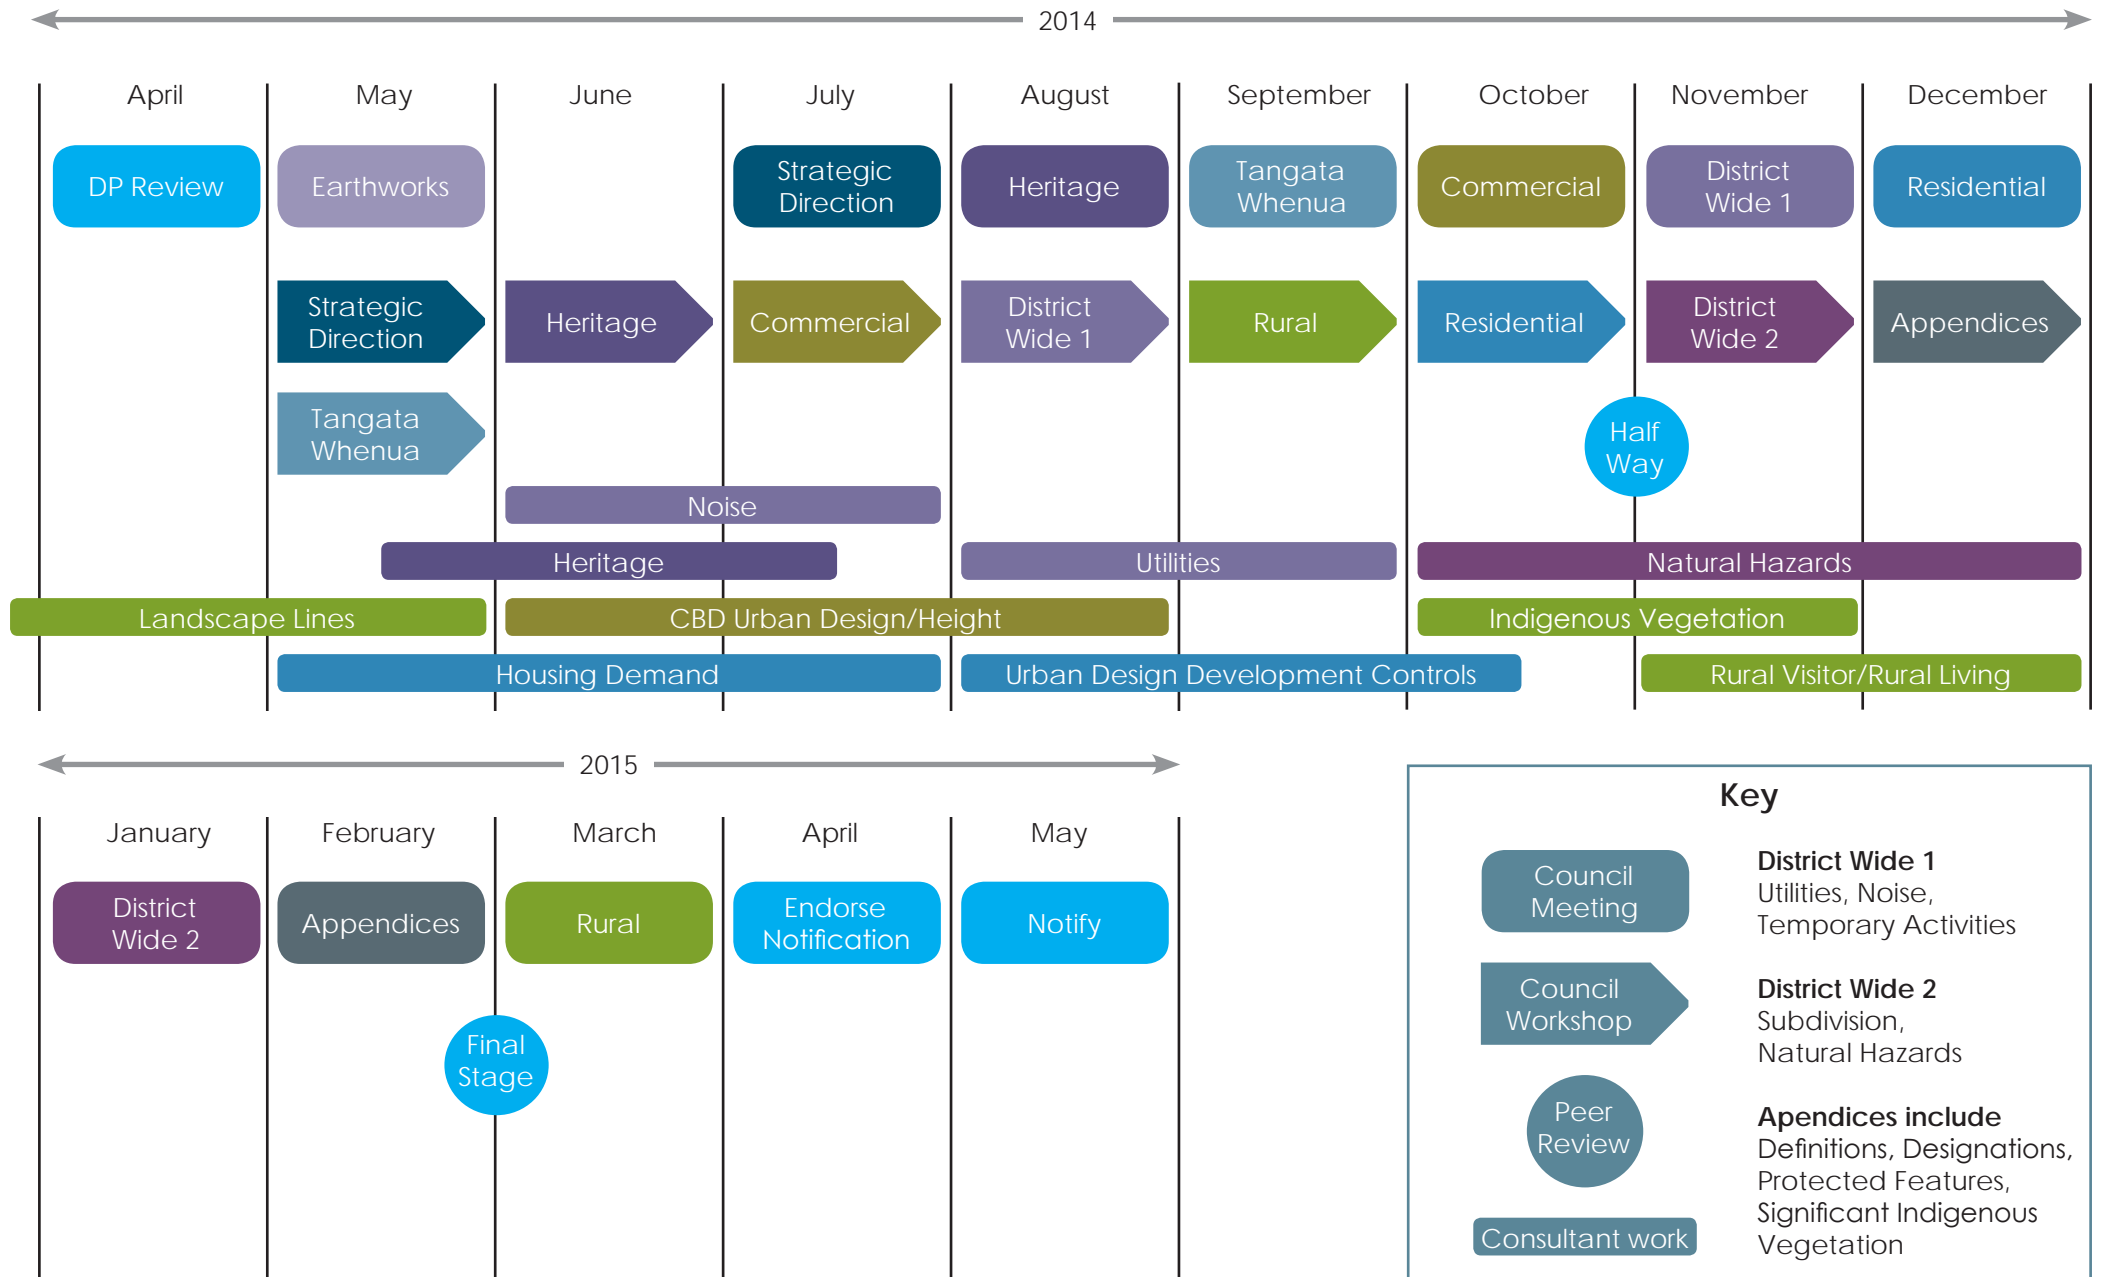 2014
April
May
June
July
August
September
October
November
December
DP Review
Earthworks
Strategic
Direction
Heritage
Tangata
Whenua
Commercial
District
Wide 1
Residential
Strategic
Direction
Heritage
Commercial
District
Wide 1
Rural
Residential
District
Wide 2
Appendices
Tangata
Whenua
Half
Way
Noise
Heritage
Utilities
Natural Hazards
Landscape Lines
CBD Urban Design/Height
Indigenous Vegetation
Housing Demand
Urban Design Development Controls
Rural Visitor/Rural Living
2015
January
February
March
April
May
District
Wide 2
Appendices
Rural
Endorse
Notification
Notify
Final
Stage
Key
Council
Meeting
Council
Workshop
Peer
Review
Consultant work
District Wide 1
Utilities, Noise,
Temporary Activities
District Wide 2
Subdivision,
Natural Hazards
Apendices include
Definitions, Designations,
Protected Features,
Significant Indigenous
Vegetation